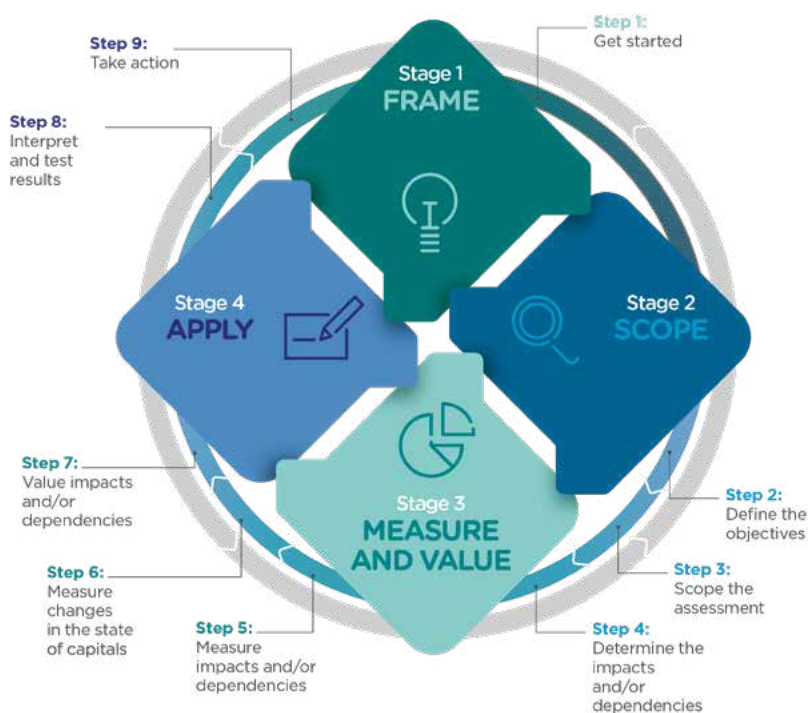 Step 1:
Get started
Stage 1
FRAME
Stage 2
SCOPE
Step 2:
Define the
objectives
Step 3:
Scope the
assessment
Step 4:
Determine the
impacts
and/or
dependencies
Stage 3
MEASURE
AND VALUE
Step 5:
Measure
impacts and/or
dependencies
Step 6:
Measure
changes
in the state
of capitals
Step 7:
Value impacts
and/or
dependencies
Stage 4
APPLY
Step 8:
Interpret
and test
results
Step 9:
Take action